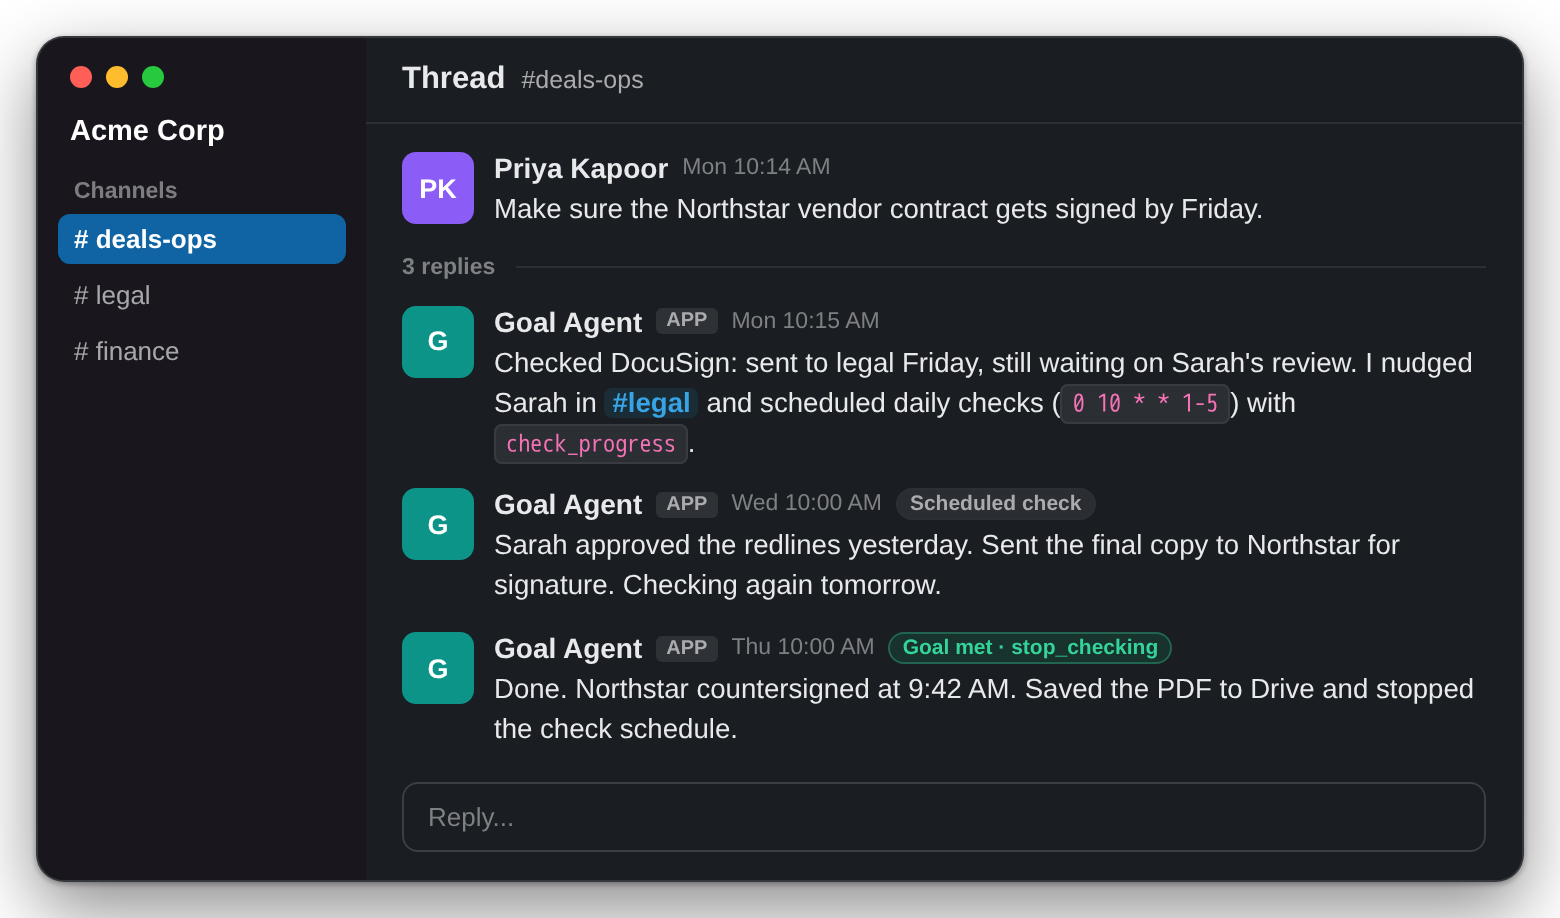 Acme Corp
Channels
# deals-ops
# legal
# finance
Thread #deals-ops
PK
Priya Kapoor Mon 10:14 AM
Make sure the Northstar vendor contract gets signed by Friday.
3 replies
G
Goal Agent APP Mon 10:15 AM
Checked DocuSign: sent to legal Friday, still waiting on Sarah's review. I nudged
Sarah in #legal and scheduled daily checks (0 10 * * 1-5) with
check_progress.
G
Goal Agent APP Wed 10:00 AM Scheduled check
Sarah approved the redlines yesterday. Sent the final copy to Northstar for
signature. Checking again tomorrow.
G
Goal Agent APP Thu 10:00 AM Goal met · stop_checking
Done. Northstar countersigned at 9:42 AM. Saved the PDF to Drive and stopped
the check schedule.
Reply...